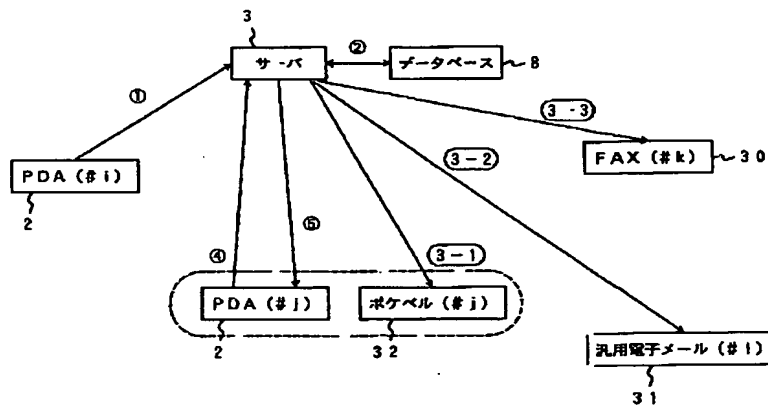 3
サーバ
②
データベース
8
①
3-3
FAX (#k)
30
3-2
PDA (#i)
2
④
⑤
3-1
PDA (#j)
ポケベル (#j)
2
32
汎用電子メール (#l)
31